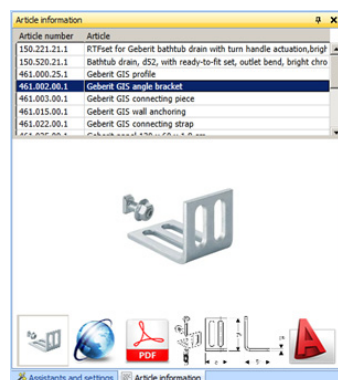 Article information
Article number Article
150.221.21.1 RTFset for Geberit bathtub drain with turn handle actuation,brigh
150.520.21.1 Bathtub drain, d52, with ready-to-fit set, outlet bend, bright chro
461.000.25.1 Geberit GIS profile
461.002.00.1 Geberit GIS angle bracket
461.003.00.1 Geberit GIS connecting piece
461.015.00.1 Geberit GIS wall anchoring
461.022.00.1 Geberit GIS connecting strap
PDF
Assistants and settings Article information